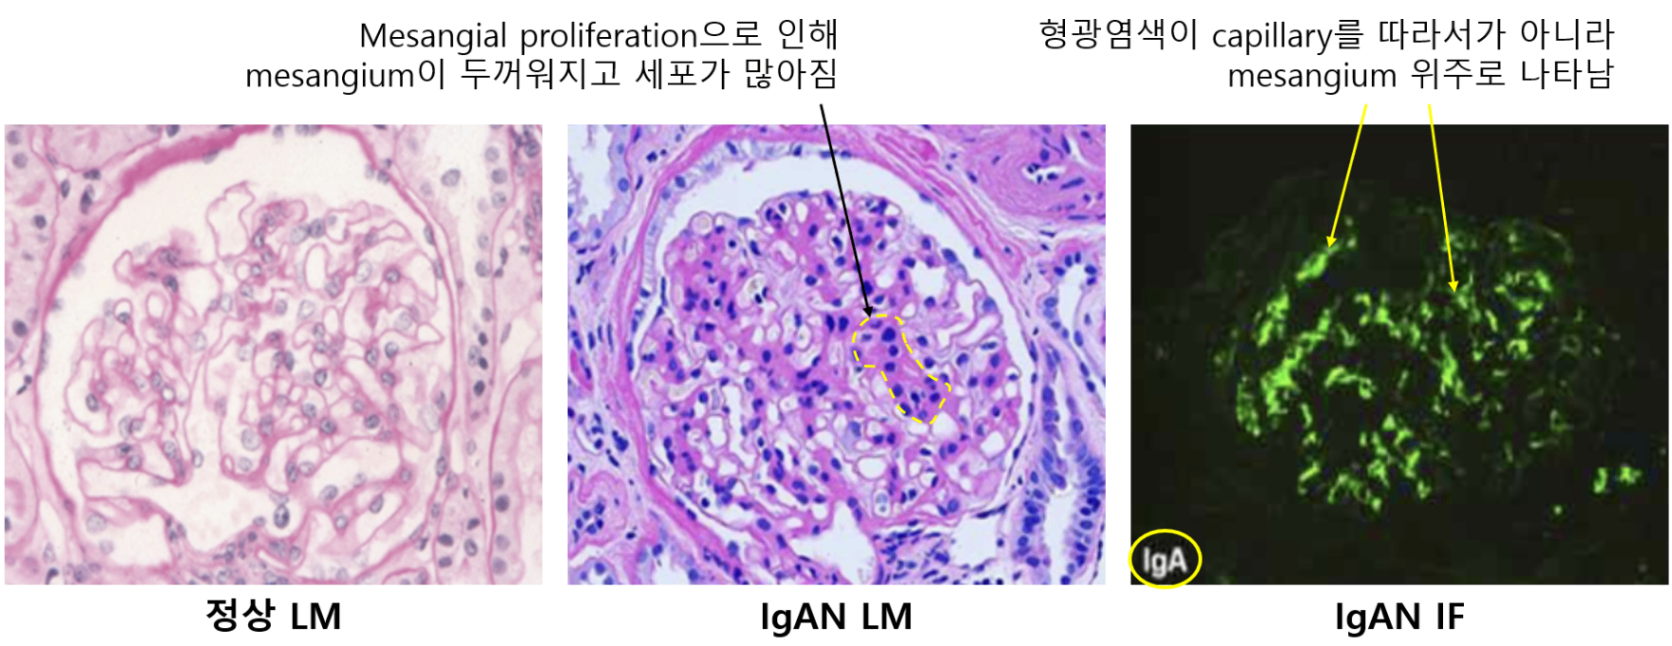 Mesangial proliferation으로 인해
mesangium이 두꺼워지고 세포가 많아짐
형광염색이 capillary를 따라서가 아니라
mesangium 위주로 나타남
IgA
정상 LM
IgAN LM
IgAN IF